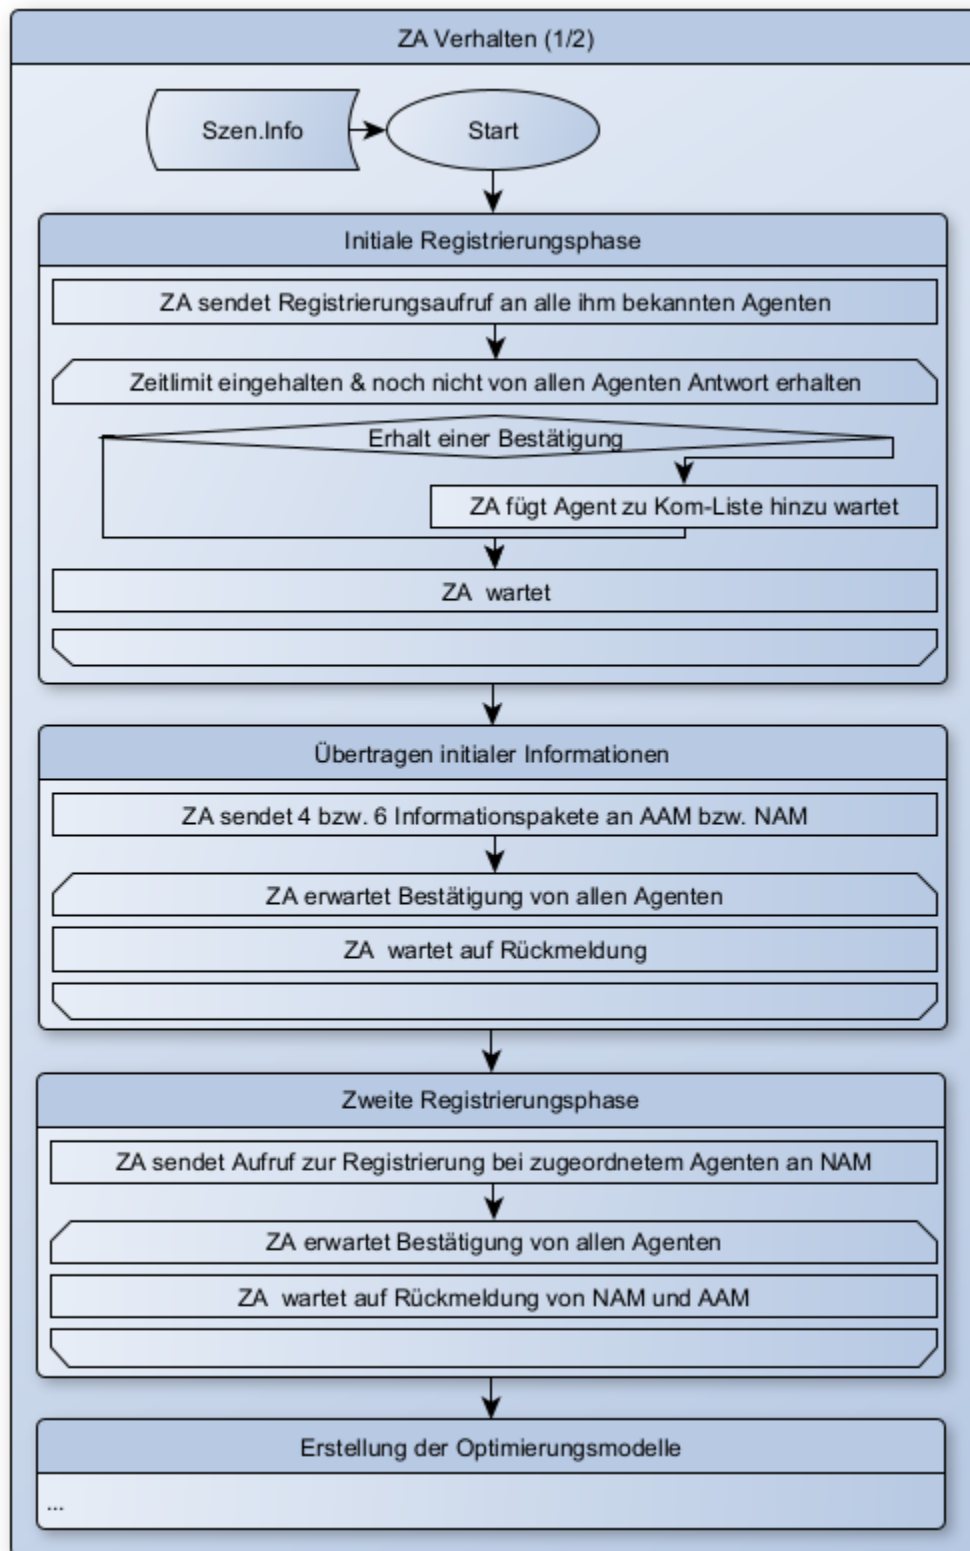 ZA Verhalten (1/2)
Szen.Info
Start
Initiale Registrierungsphase
ZA sendet Registrierungsaufruf an alle ihm bekannten Agenten
Zeitlimit eingehalten & noch nicht von allen Agenten Antwort erhalten
Erhalt einer Bestätigung
ZA fügt Agent zu Kom-Liste hinzu wartet
ZA  wartet
Übertragen initialer Informationen
ZA sendet 4 bzw. 6 Informationspakete an AAM bzw. NAM
ZA erwartet Bestätigung von allen Agenten
ZA  wartet auf Rückmeldung
Zweite Registrierungsphase
ZA sendet Aufruf zur Registrierung bei zugeordnetem Agenten an NAM
ZA erwartet Bestätigung von allen Agenten
ZA  wartet auf Rückmeldung von NAM und AAM
Erstellung der Optimierungsmodelle
...